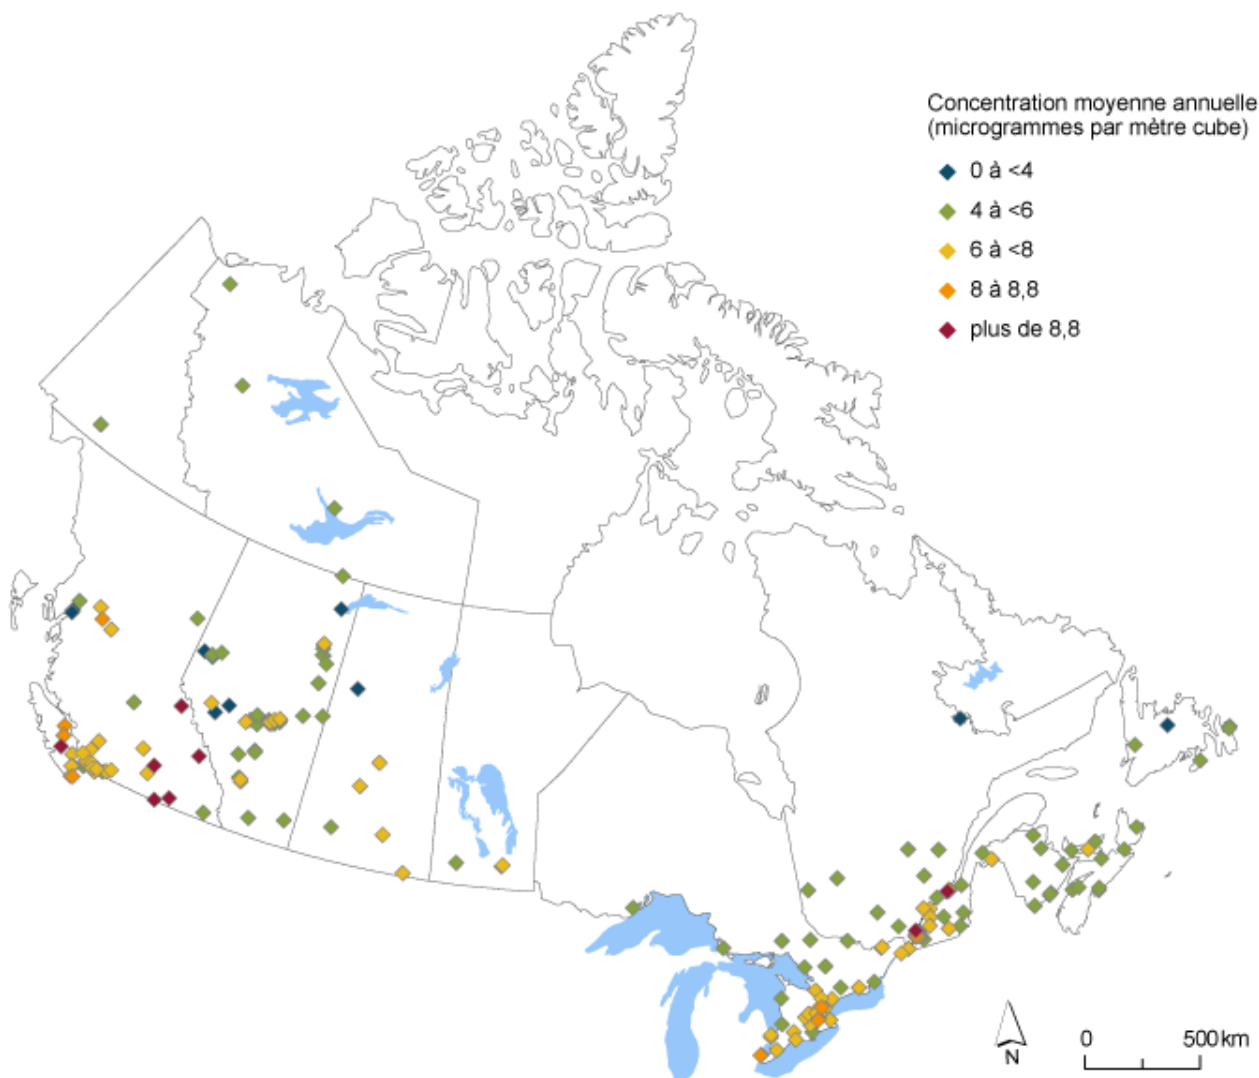 Concentration moyenne annuelle
(microgrammes par mètre cube)
0 à <4
4 à <6
6 à <8
8 à 8,8
plus de 8,8
0 500 km
N